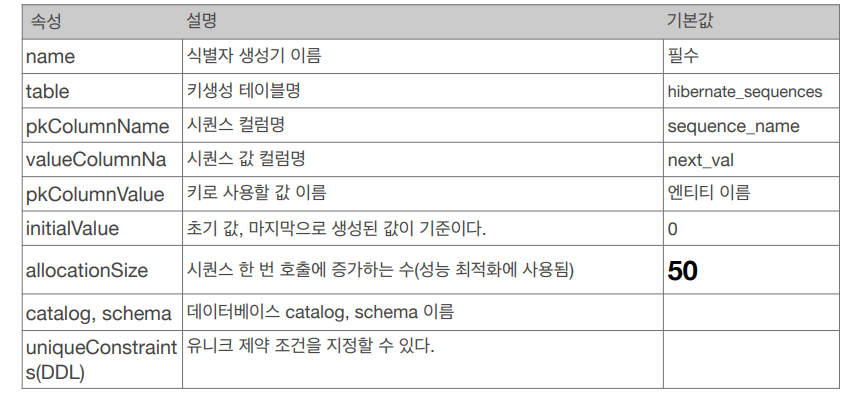 속성 설명 기본값
name 식별자 생성기 이름 필수
table 키생성 테이블명 hibernate_sequences
pkColumnName 시퀀스 컬럼명 sequence_name
valueColumnNa 시퀀스 값 컬럼명 next_val
pkColumnValue 키로 사용할 값 이름 엔티티 이름
initialValue 초기 값, 마지막으로 생성된 값이 기준이다. 0
allocationSize 시퀀스 한 번 호출에 증가하는 수(성능 최적화에 사용됨) 50
catalog, schema 데이터베이스 catalog, schema 이름
uniqueConstraint 유니크 제약 조건을 지정할 수 있다.
s(DDL)